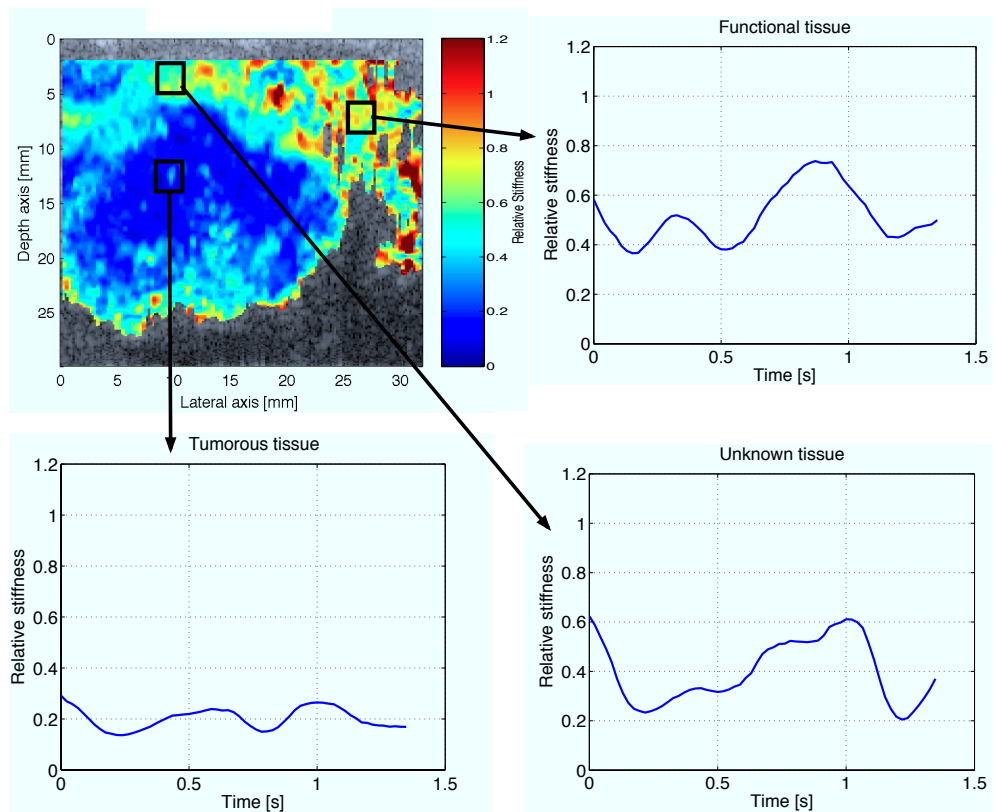 Functional tissue
0
5
10
15
20
25
Depth axis [mm]
0 5 10 15 20 25 30
Lateral axis [mm]
1.2
1
0.8
0.6
0.4
0.2
0
Relative Stiffness
1.2
1
0.8
0.6
0.4
0.2
0
Relative stiffness
0 0.5 1 1.5
Time [s]
Tumorous tissue
1.2
1
0.8
0.6
0.4
0.2
0
Relative stiffness
0 0.5 1 1.5
Time [s]
Unknown tissue
1.2
1
0.8
0.6
0.4
0.2
0
Relative stiffness
0 0.5 1 1.5
Time [s]